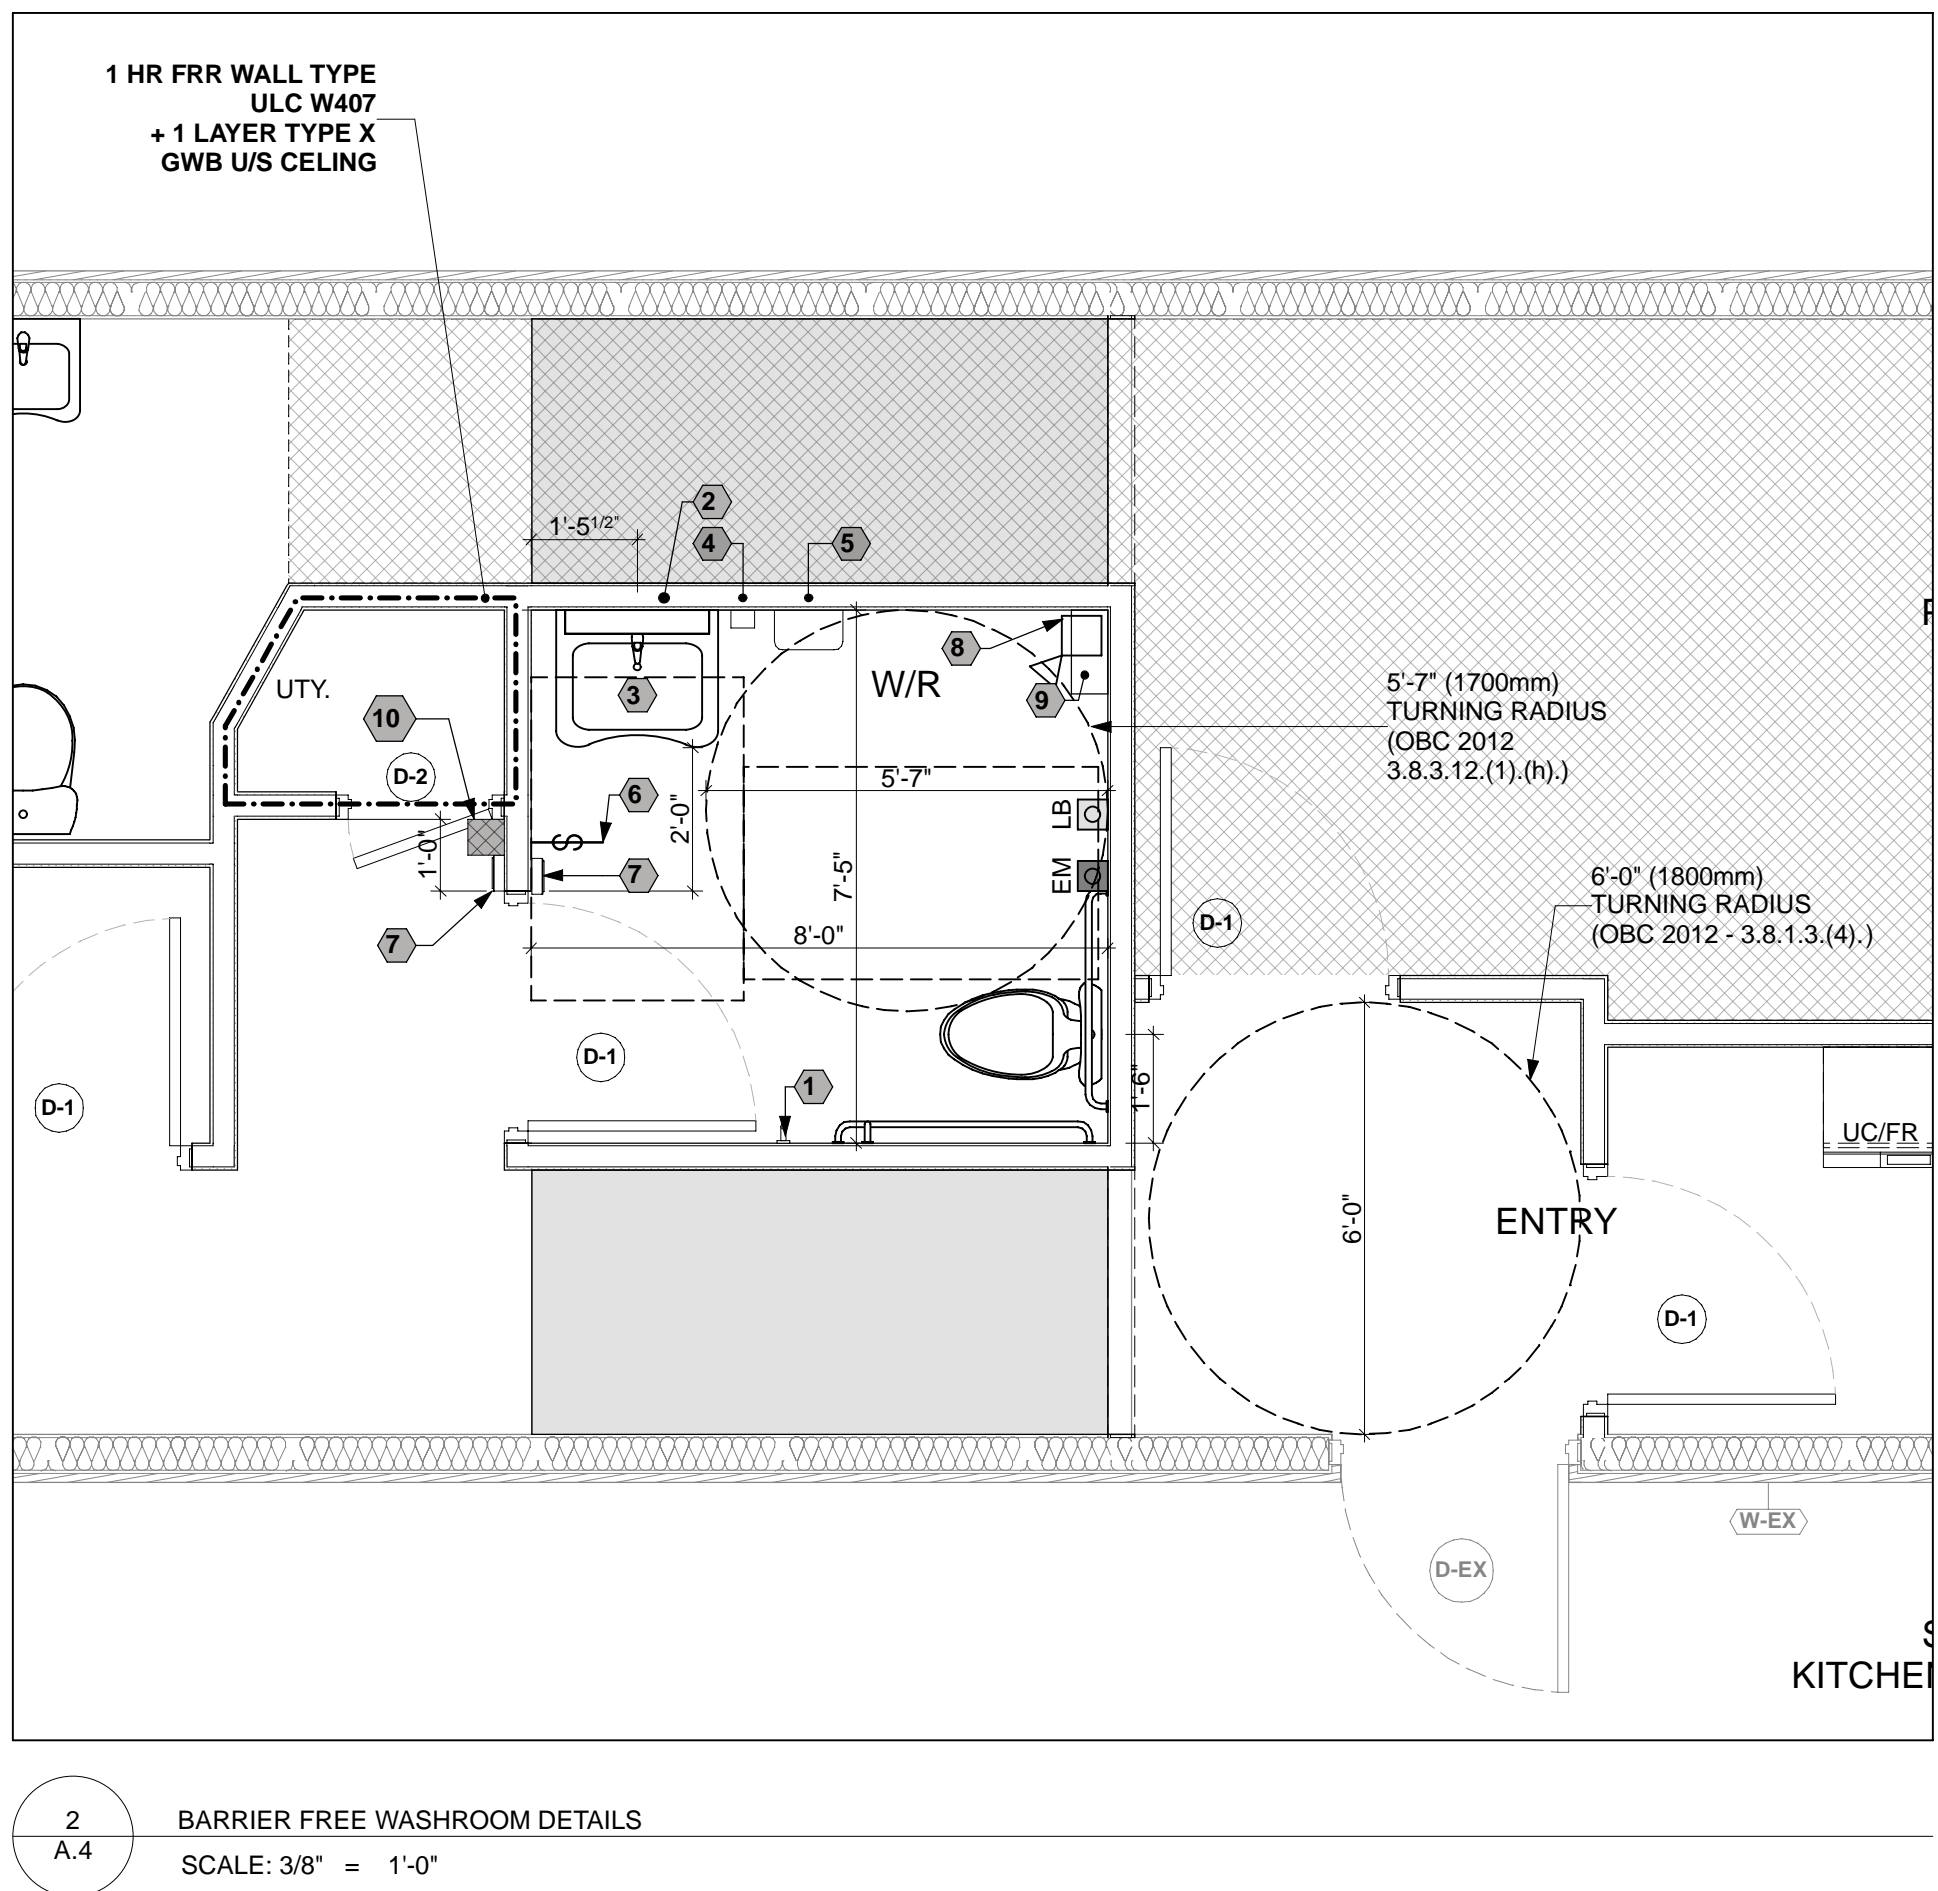 1 HR FRR WALL TYPE
ULC W407
+ 1 LAYER TYPE X
GWB U/S CELING
2
1'-5 1/2"
4
5
8
W/R
UTY.
3
9
5'-7" (1700mm)
TURNING RADIUS
(OBC 2012
3.8.3.12.(1).(h).)
10
D-2
5'-7"
6
LB
2'-0"
1'-0"
7
7'-5"
EM
6'-0" (1800mm)
TURNING RADIUS
(OBC 2012 - 3.8.1.3.(4).)
7
8'-0"
D-1
D-1
1
1'-6"
D-1
UC/FR
6'-0"
ENTRY
D-1
W-EX
D-EX
KITCHEN
2
A.4
BARRIER FREE WASHROOM DETAILS
SCALE: 3/8" = 1'-0"